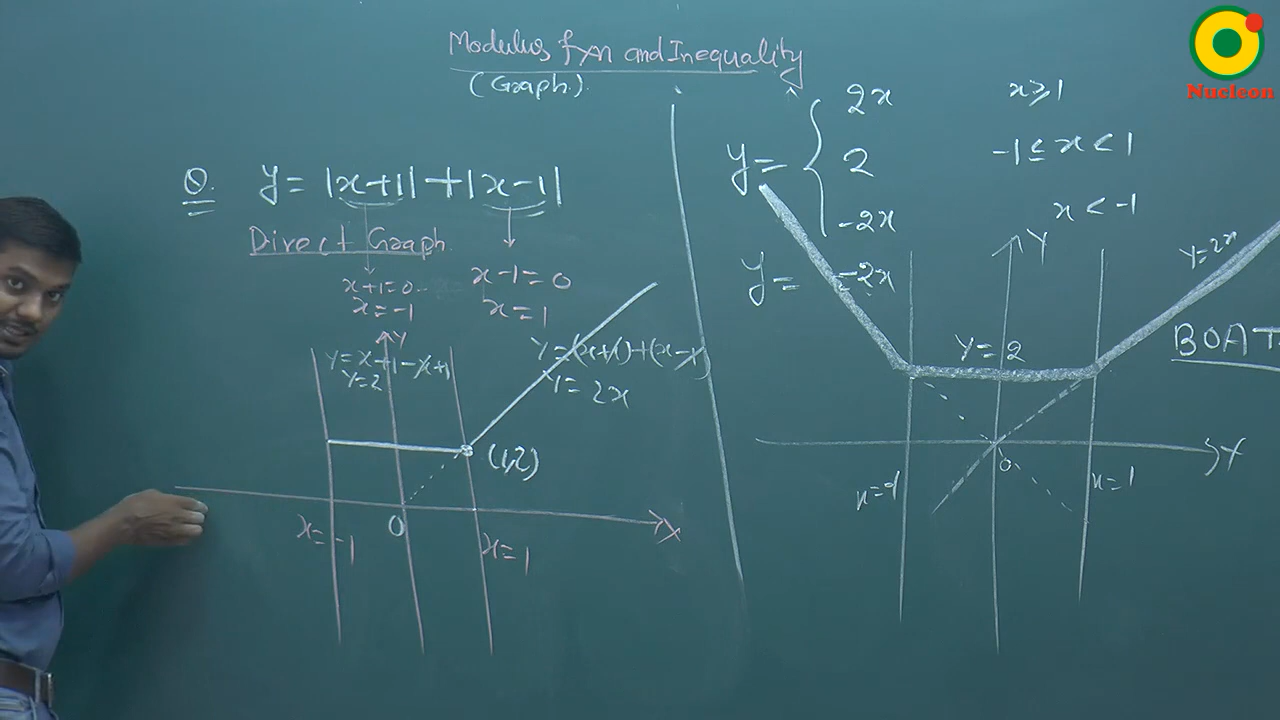 Modulus fxn and Inequality
(Graph).
Nucleon
Q. y = |x+1| + |x-1|
Direct Graph.
x+1=0
x=-1
x-1=0
x=1
Y
y=x+1-x+1
y=2
y=(x+1)+(x-1)
y=2x
(1,2)
x=-1
0
x=1
X
y = { 2x x≥1
2 -1≤x<1
-2x x<-1
y = -2x
Y
y=2x
y=2
BOAT
X
x=-1
0
x=1